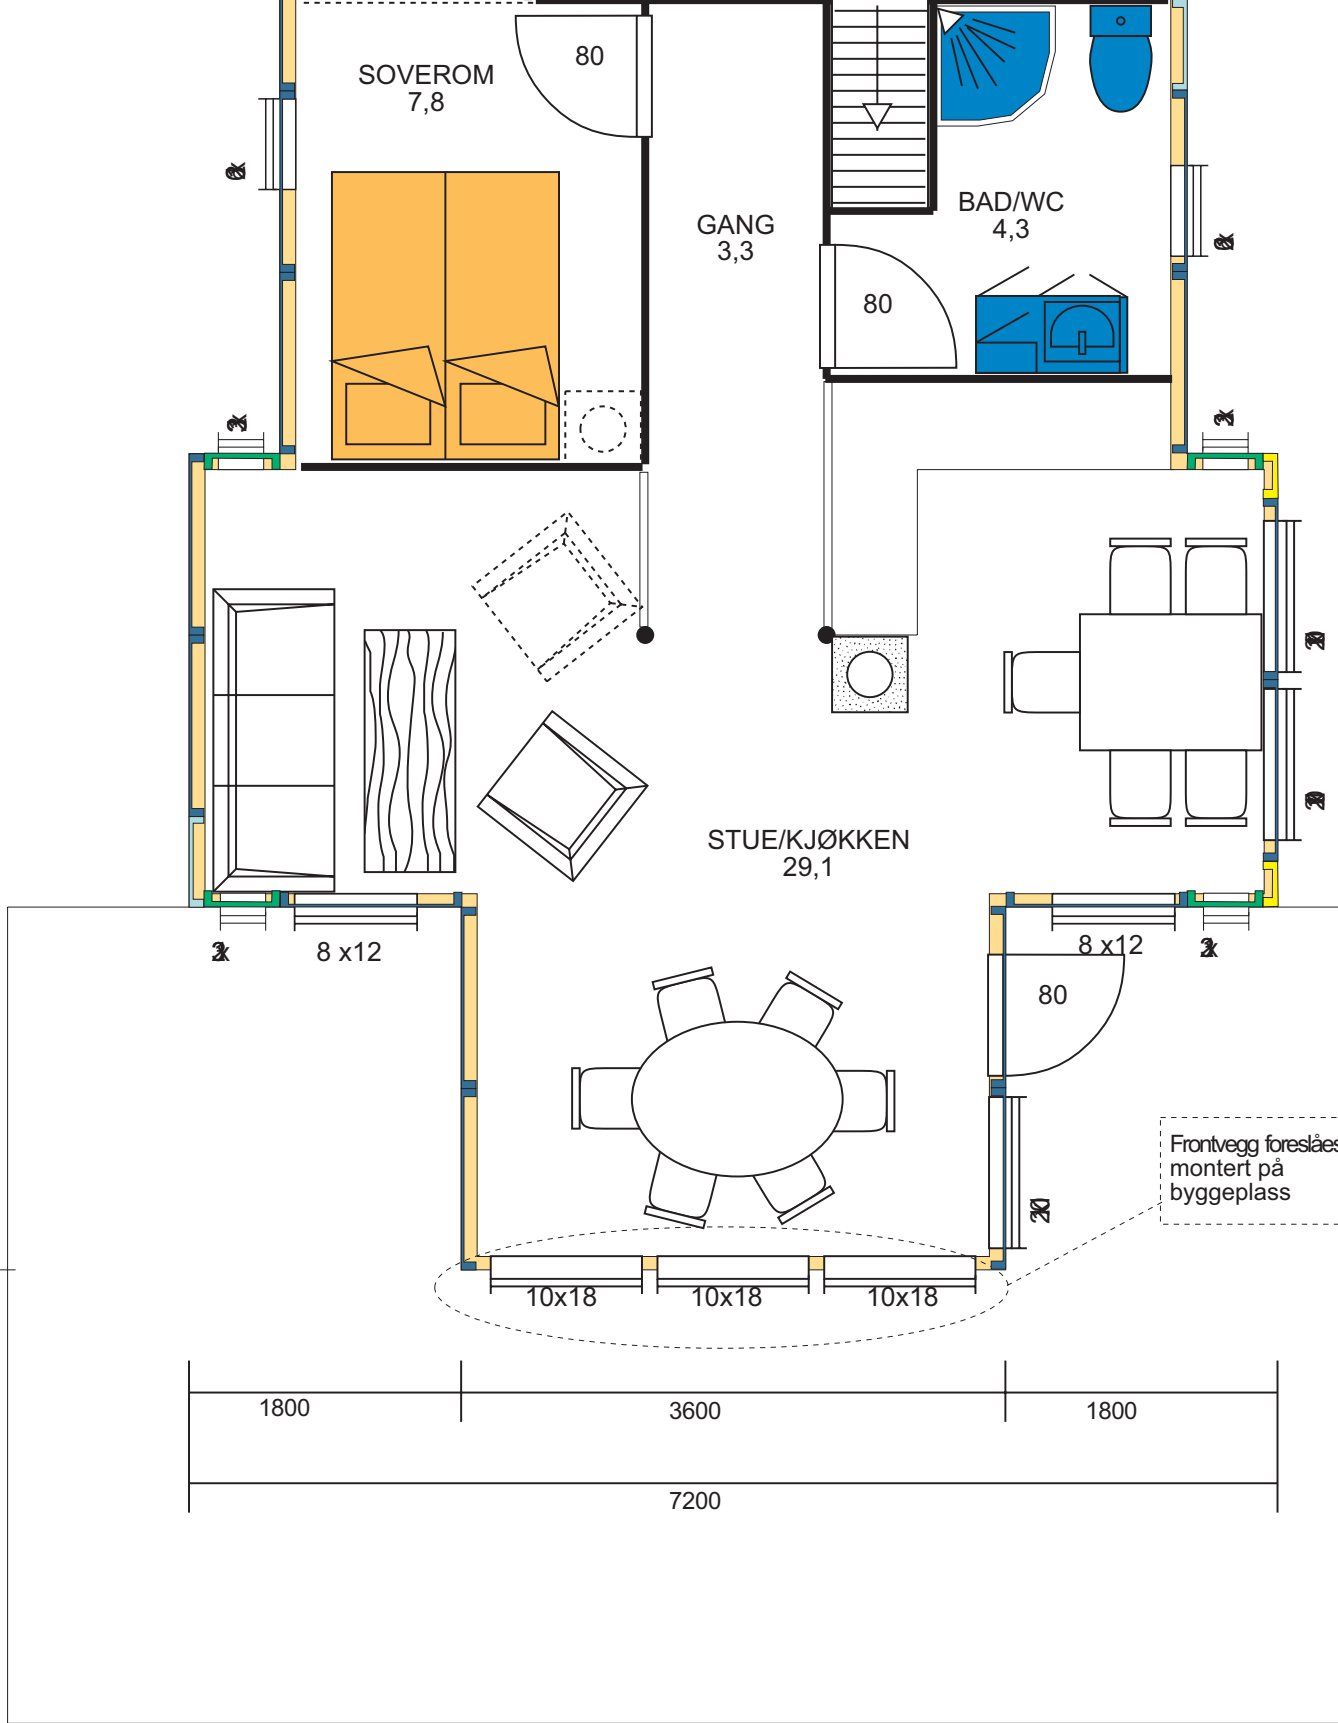 80
SOVEROM
7,8
BAD/WC
4,3
GANG
3,3
80
STUE/KJØKKEN
29,1
8 x12
8 x12
80
Frontvegg foreslåes
montert på
byggeplass
10x18
10x18
10x18
1800
3600
1800
7200